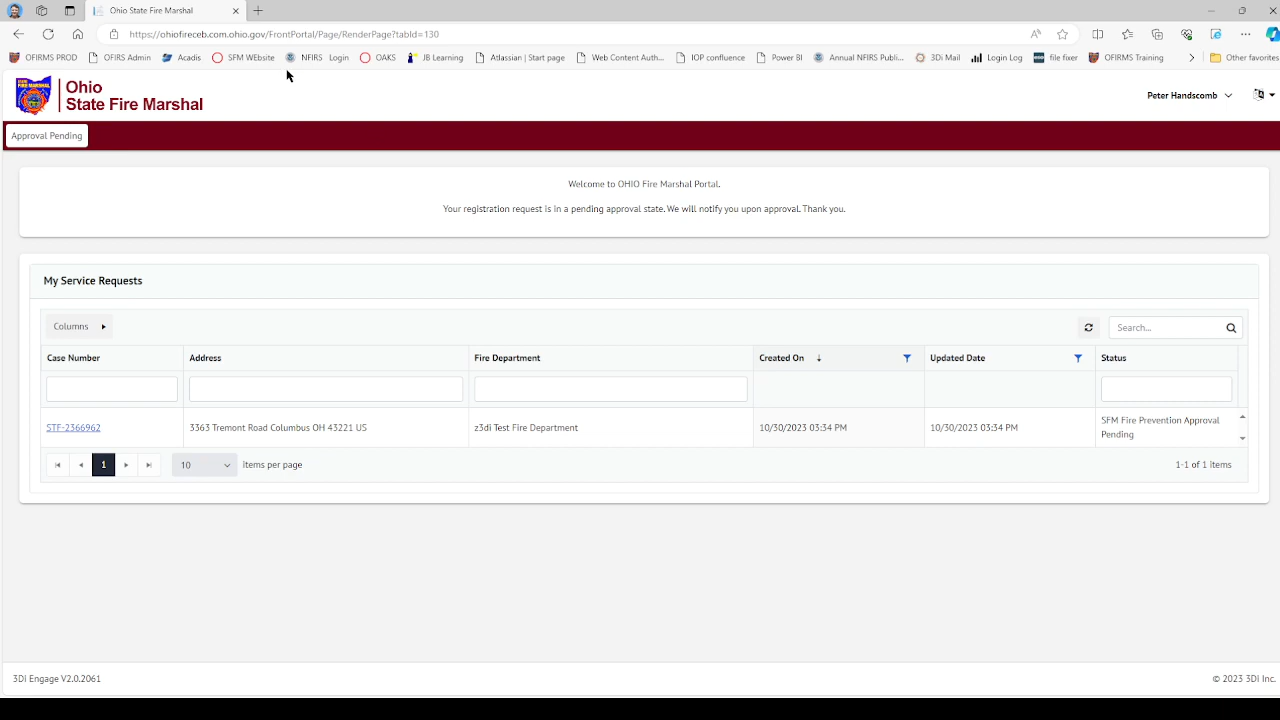 Ohio State Fire Marshal
https://ohiofireceb.com.ohio.gov/FrontPortal/Page/RenderPage?tabId=130
OFIRMS PROD OFIRS Admin Acadis SFM WEbsite NFIRS Login OAKS JB Learning Atlassian | Start page Web Content Auth... IOP confluence Power BI Annual NFIRS Publi... 3Di Mail Login Log file fixer OFIRMS Training Other favorites
Ohio
State Fire Marshal
Peter Handscomb
Approval Pending
Welcome to OHIO Fire Marshal Portal.
Your registration request is in a pending approval state. We will notify you upon approval. Thank you.
My Service Requests
Columns
Search...
Case Number Address Fire Department Created On Updated Date Status
STF-2366962 3363 Tremont Road Columbus OH 43221 US z3di Test Fire Department 10/30/2023 03:34 PM 10/30/2023 03:34 PM SFM Fire Prevention Approval
Pending
1 10 items per page 1-1 of 1 items
3DI Engage V2.0.2061 © 2023 3DI Inc.